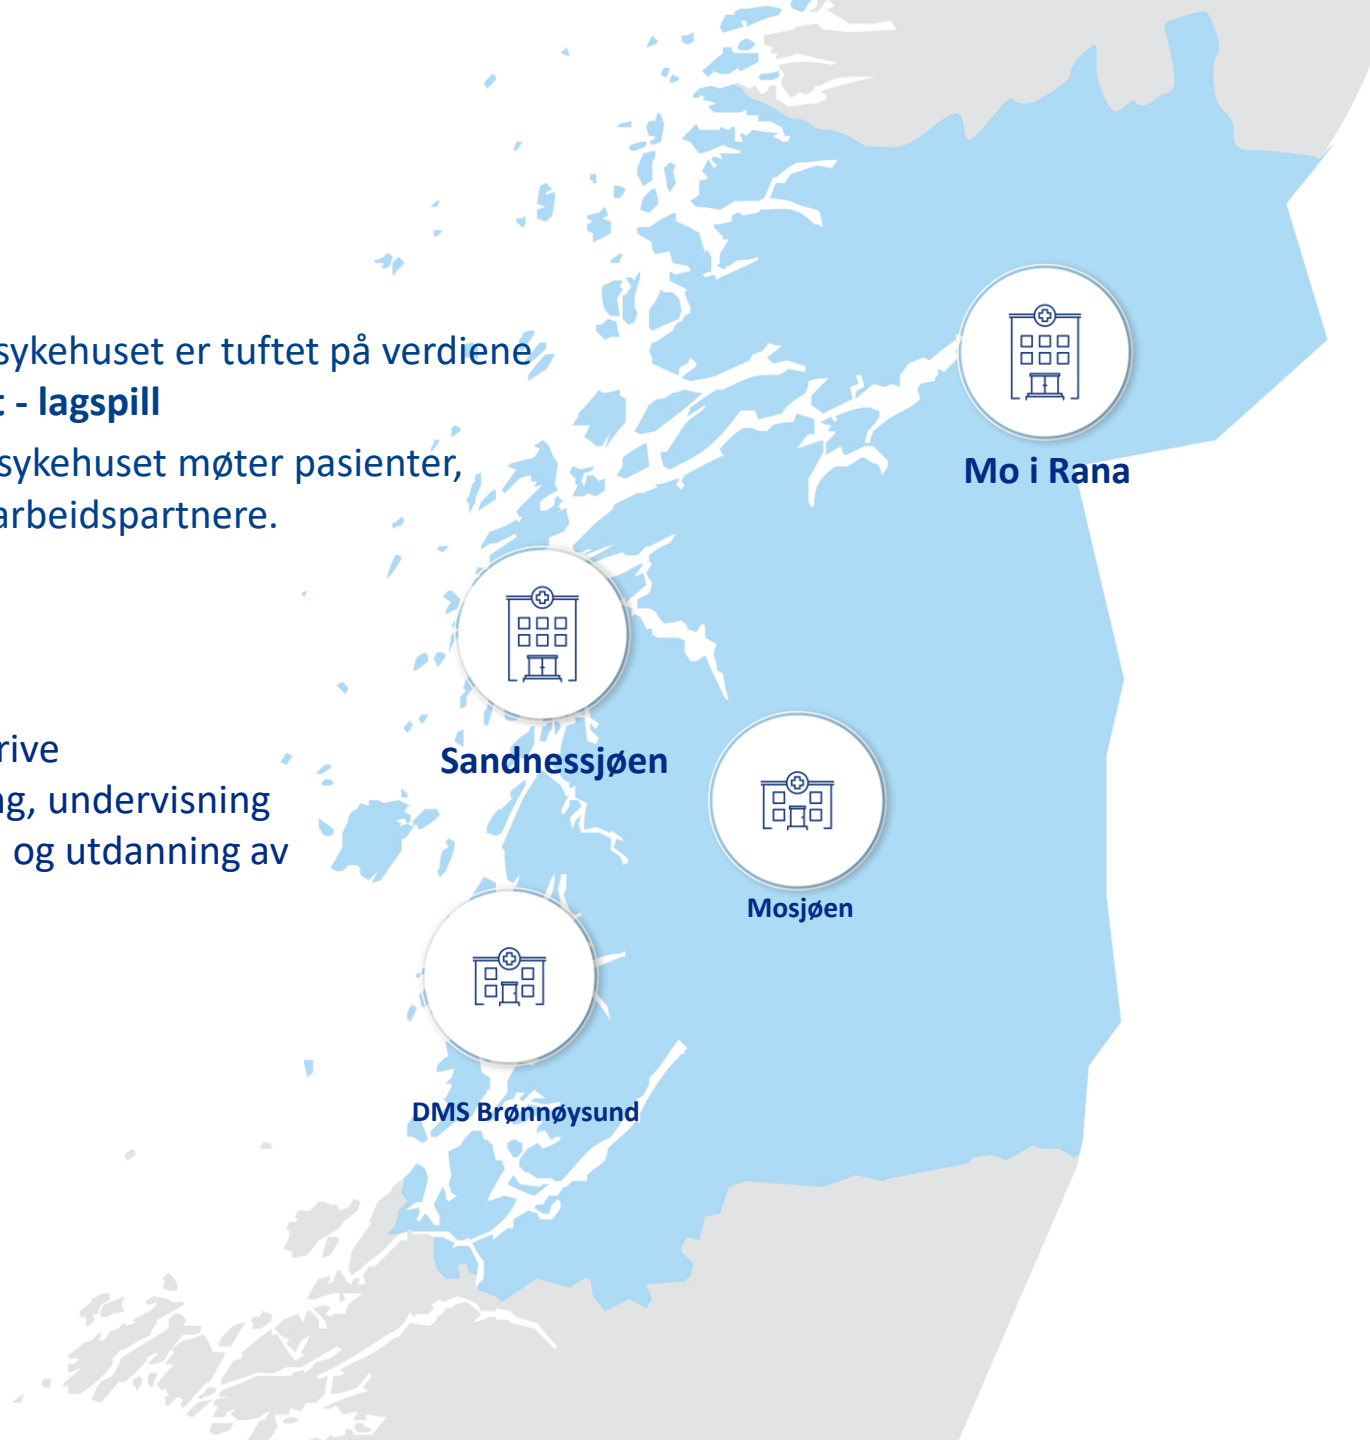 sykehuset er tuftet på verdiene
t - lagspill
sykehuset møter pasienter,
arbeidspartnere.
rive
ng, undervisning
og utdanning av
Mo i Rana
Sandnessjøen
Mosjøen
DMS Brønnøysund